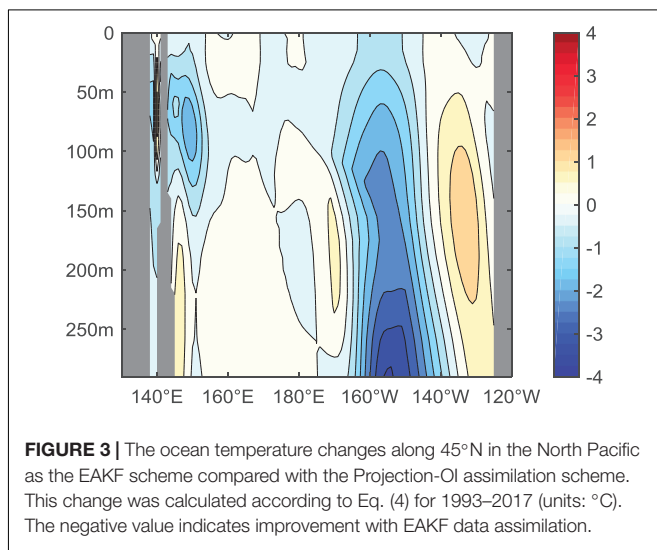 0
50m
100m
150m
200m
250m
140°E 160°E 180°W 160°W 140°W 120°W
4
3
2
1
0
-1
-2
-3
-4
FIGURE 3 | The ocean temperature changes along 45°N in the North Pacific
as the EAKF scheme compared with the Projection-OI assimilation scheme.
This change was calculated according to Eq. (4) for 1993–2017 (units: °C).
The negative value indicates improvement with EAKF data assimilation.